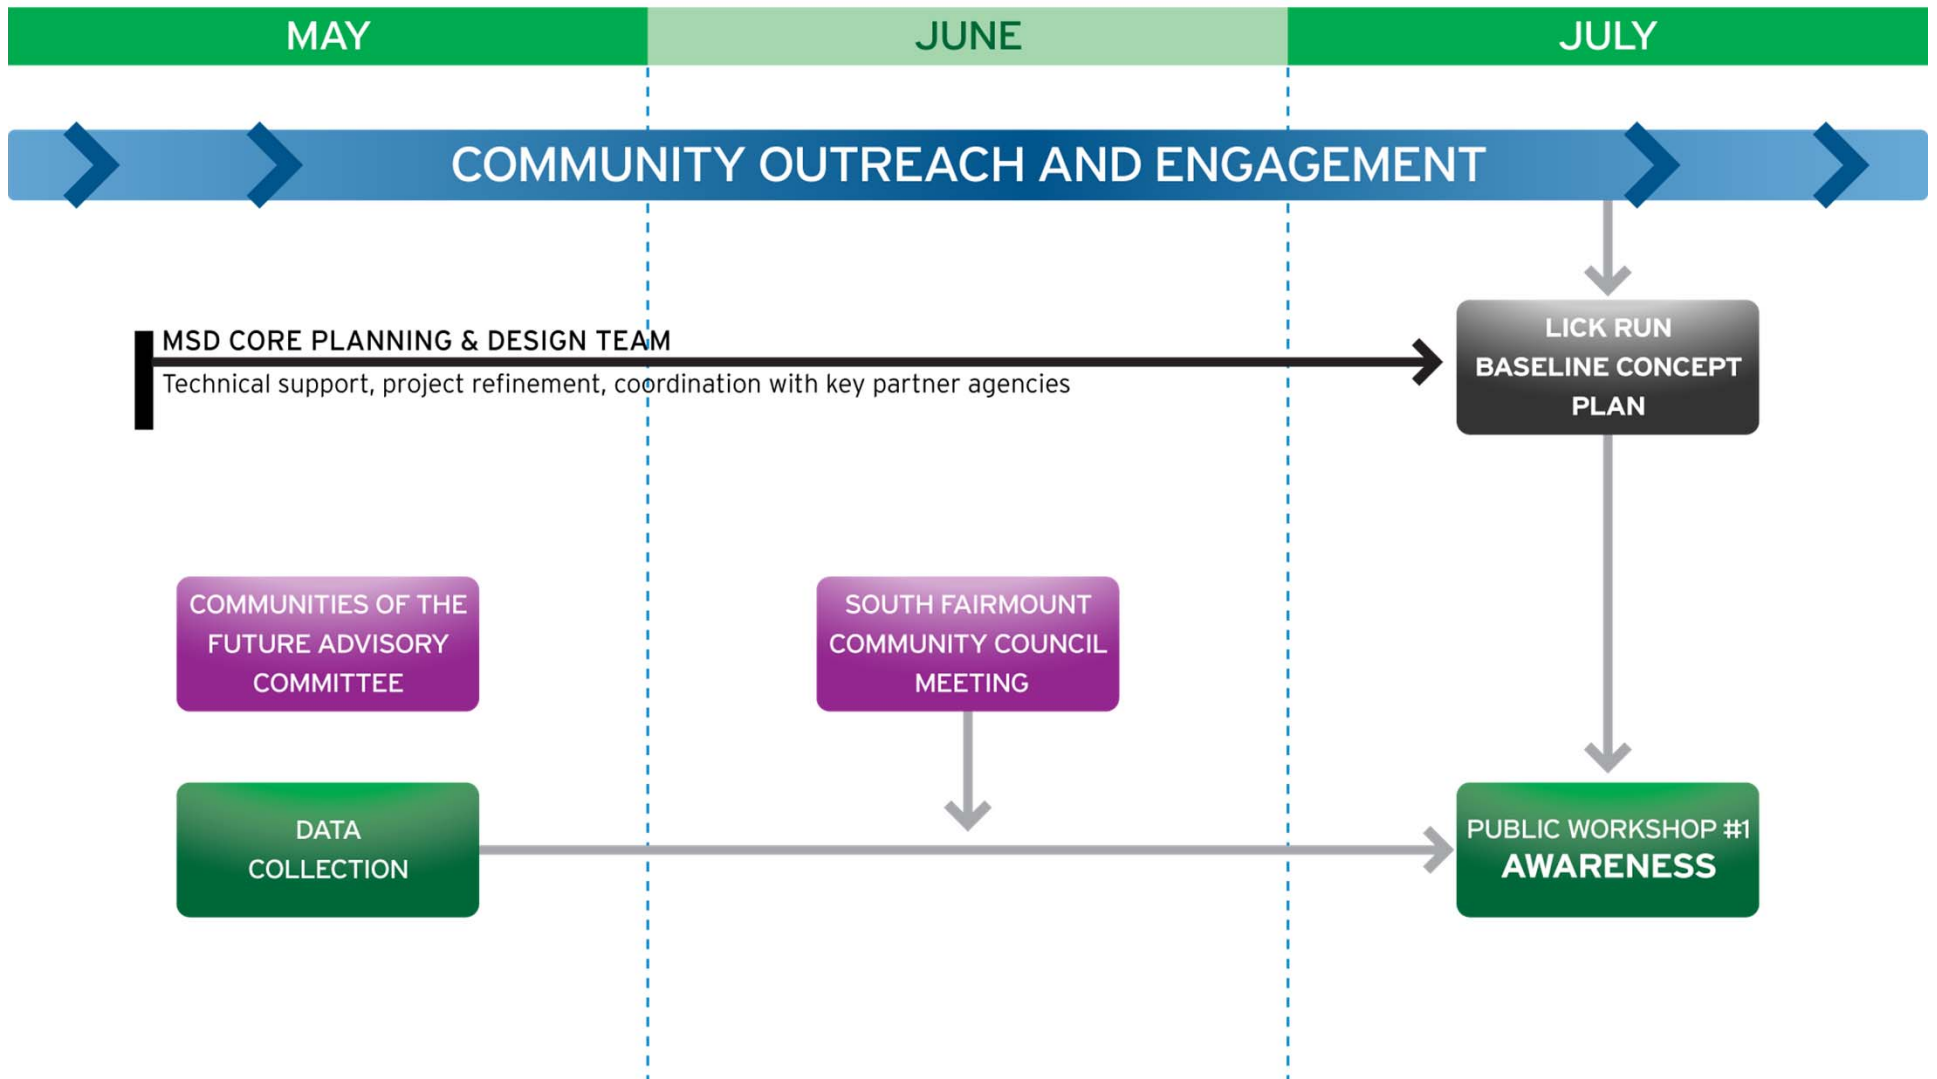 MAY
JUNE
JULY
COMMUNITY OUTREACH AND ENGAGEMENT
MSD CORE PLANNING & DESIGN TEAM
Technical support, project refinement, coordination with key partner agencies
LICK RUN
BASELINE CONCEPT
PLAN
COMMUNITIES OF THE
FUTURE ADVISORY
COMMITTEE
SOUTH FAIRMOUNT
COMMUNITY COUNCIL
MEETING
DATA
COLLECTION
PUBLIC WORKSHOP #1
AWARENESS